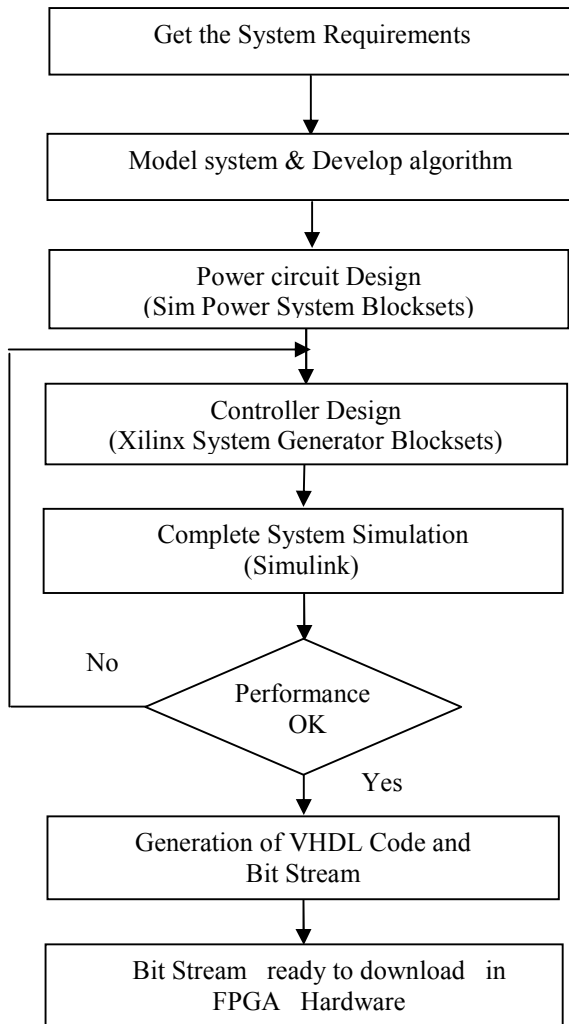 Get the System Requirements
Model system & Develop algorithm
Power circuit Design
(Sim Power System Blocksets)
Controller Design
(Xilinx System Generator Blocksets)
Complete System Simulation
(Simulink)
No
Performance
OK
Yes
Generation of VHDL Code and
Bit Stream
Bit Stream ready to download in
FPGA Hardware